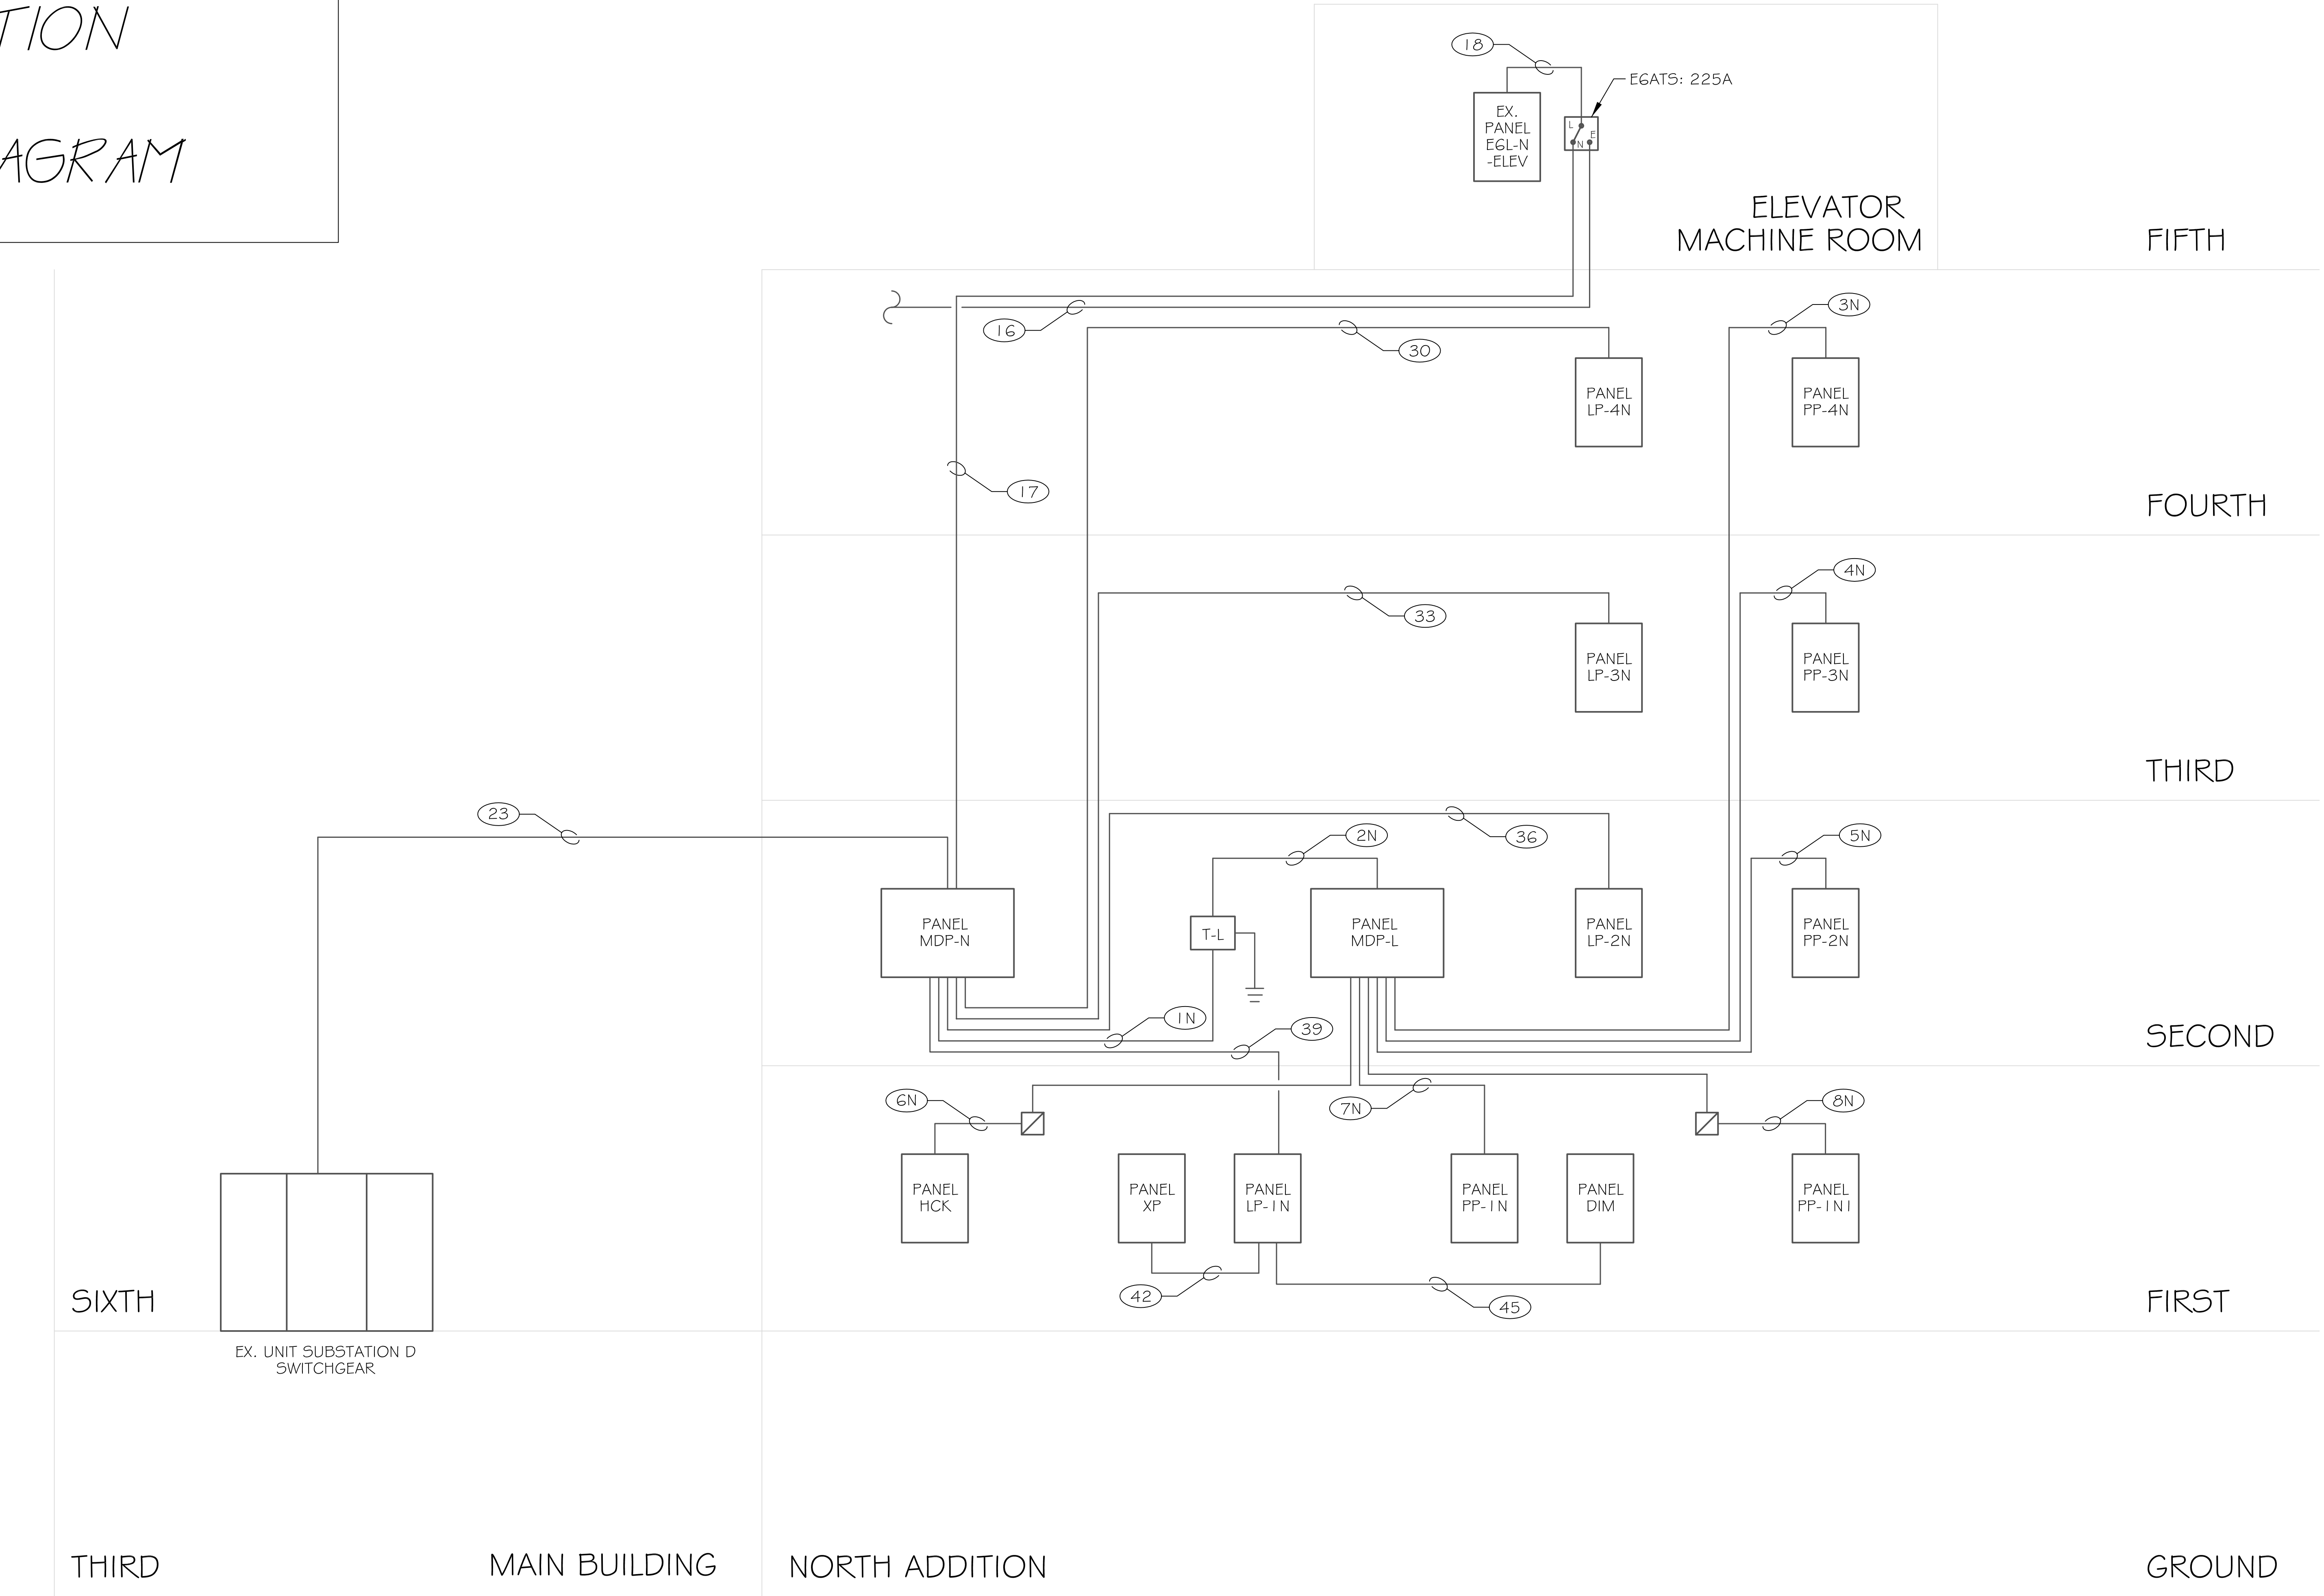 TION
AGRAM
18
EGATS: 225A
EX.
PANEL
EGL-N
-ELEV
L
E
N
ELEVATOR
MACHINE ROOM
FIFTH
16
30
3N
PANEL
LP-4N
PANEL
PP-4N
17
FOURTH
33
4N
PANEL
LP-3N
PANEL
PP-3N
THIRD
23
2N
36
5N
PANEL
MDP-N
T-L
PANEL
MDP-L
PANEL
LP-2N
PANEL
PP-2N
1N
39
SECOND
6N
7N
8N
PANEL
HCK
PANEL
XP
PANEL
LP-1N
PANEL
PP-1N
PANEL
DIM
PANEL
PP-1N1
42
45
SIXTH
FIRST
EX. UNIT SUBSTATION D
SWITCHGEAR
THIRD
MAIN BUILDING
NORTH ADDITION
GROUND